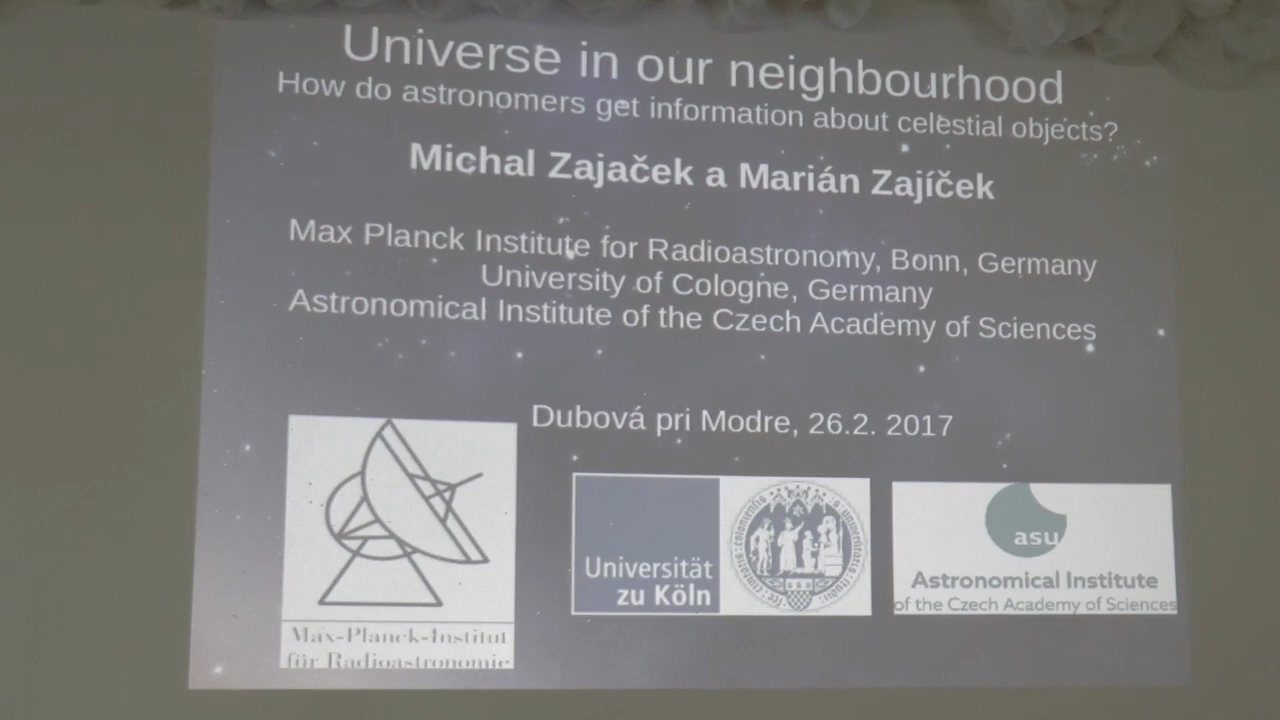 Universe in our neighbourhood
How do astronomers get information about celestial objects?
Michal Zajaček a Marián Zajíček
Max Planck Institute for Radioastronomy, Bonn, Germany
University of Cologne, Germany
Astronomical Institute of the Czech Academy of Sciences
Dubová pri Modre, 26.2. 2017
Max-Planck-Institut
für Radioastronomie
Universität
zu Köln
asu
Astronomical Institute
of the Czech Academy of Sciences